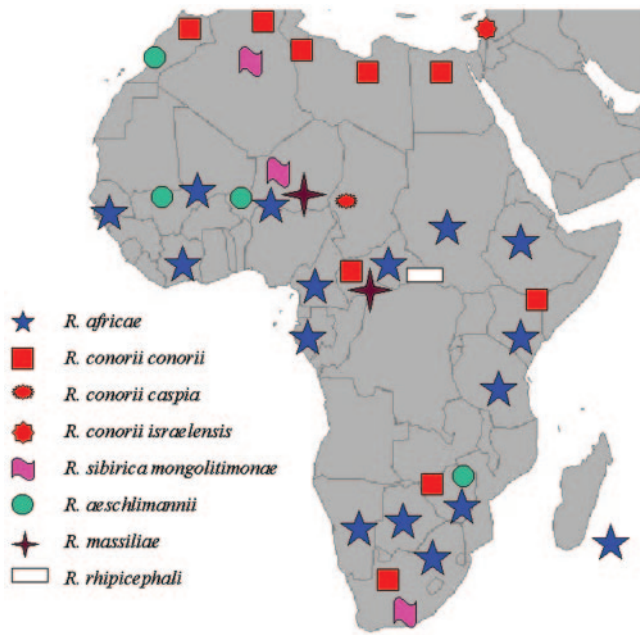 R. africae
R. conorii conorii
R. conorii caspia
R. conorii israelensis
R. sibirica mongolitimonae
R. aeschlimannii
R. massiliae
R. rhipicephali